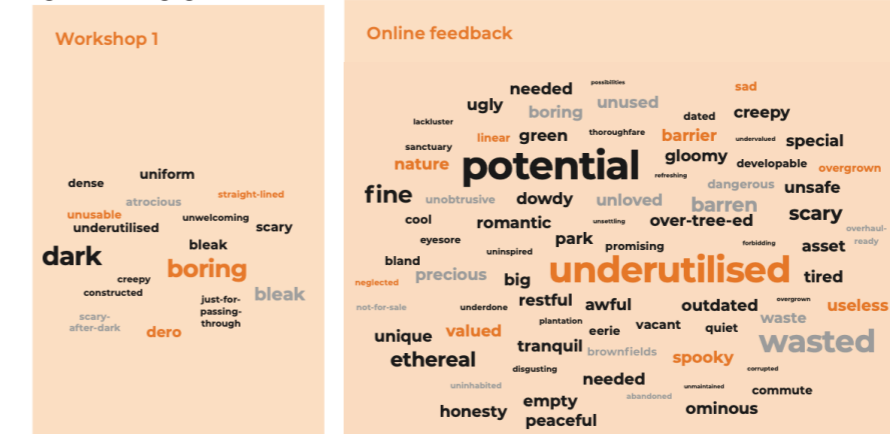 Workshop 1
uniform
dense
straight-lined
atrocious
unusable
unwelcoming
underutilised
scary
bleak
dark
boring
creepy
constructed
bleak
just-for-
passing-
through
scary-
after-dark
dero
Online feedback
possibilities
sad
needed
ugly
unused
boring
creepy
dated
lackluster
linear
green
thoroughfare
barrier
undervalued
special
sanctuary
gloomy
nature
potential
developable
overgrown
refreshing
dangerous
unsafe
fine
unobtrusive
dowdy
unloved
barren
scary
cool
romantic
unsettling
over-tree-ed
overhaul-
ready
eyesore
park
promising
forbidding
asset
uninspired
bland
underutilised
precious
big
tired
neglected
restful
awful
outdated
overgrown
useless
not-for-sale
underdone
waste
plantation
eerie
vacant
quiet
unique
valued
wasted
tranquil
brownfields
ethereal
spooky
disgusting
corrupted
needed
uninhabited
unmaintained
commute
abandoned
empty
ominous
honesty
peaceful